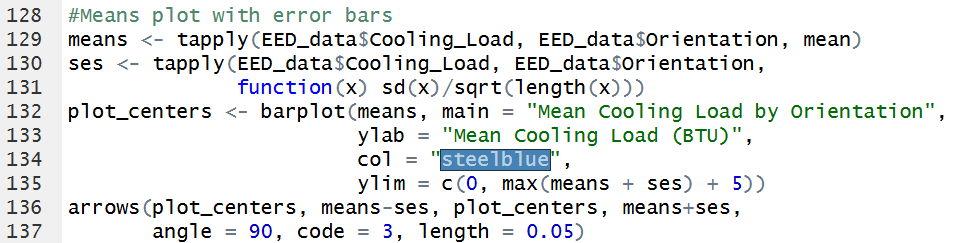 128 #Means plot with error bars
129 means <- tapply(EED_data$Cooling_Load, EED_data$Orientation, mean)
130 ses <- tapply(EED_data$Cooling_Load, EED_data$Orientation,
131               function(x) sd(x)/sqrt(length(x)))
132 plot_centers <- barplot(means, main = "Mean Cooling Load by Orientation",
133                         ylab = "Mean Cooling Load (BTU)",
134                         col = "steelblue",
135                         ylim = c(0, max(means + ses) + 5))
136 arrows(plot_centers, means-ses, plot_centers, means+ses,
137        angle = 90, code = 3, length = 0.05)